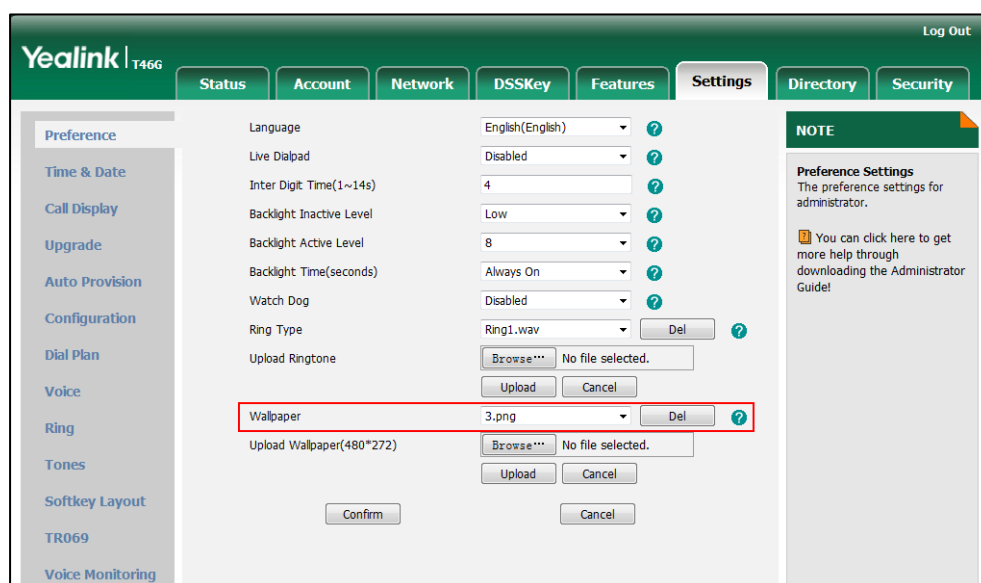 Log Out
Yealink | T46G
Status Account Network DSSKey Features Settings Directory Security
Preference
Time & Date
Call Display
Upgrade
Auto Provision
Configuration
Dial Plan
Voice
Ring
Tones
Softkey Layout
TR069
Voice Monitoring
Language English(English) ?
Live Dialpad Disabled ?
Inter Digit Time(1~14s) 4 ?
Backlight Inactive Level Low ?
Backlight Active Level 8 ?
Backlight Time(seconds) Always On ?
Watch Dog Disabled ?
Ring Type Ring1.wav Del ?
Upload Ringtone Browse... No file selected.
Upload Cancel
Wallpaper 3.png Del ?
Upload Wallpaper(480*272) Browse... No file selected.
Upload Cancel
Confirm Cancel
NOTE
Preference Settings
The preference settings for
administrator.
? You can click here to get
more help through
downloading the Administrator
Guide!